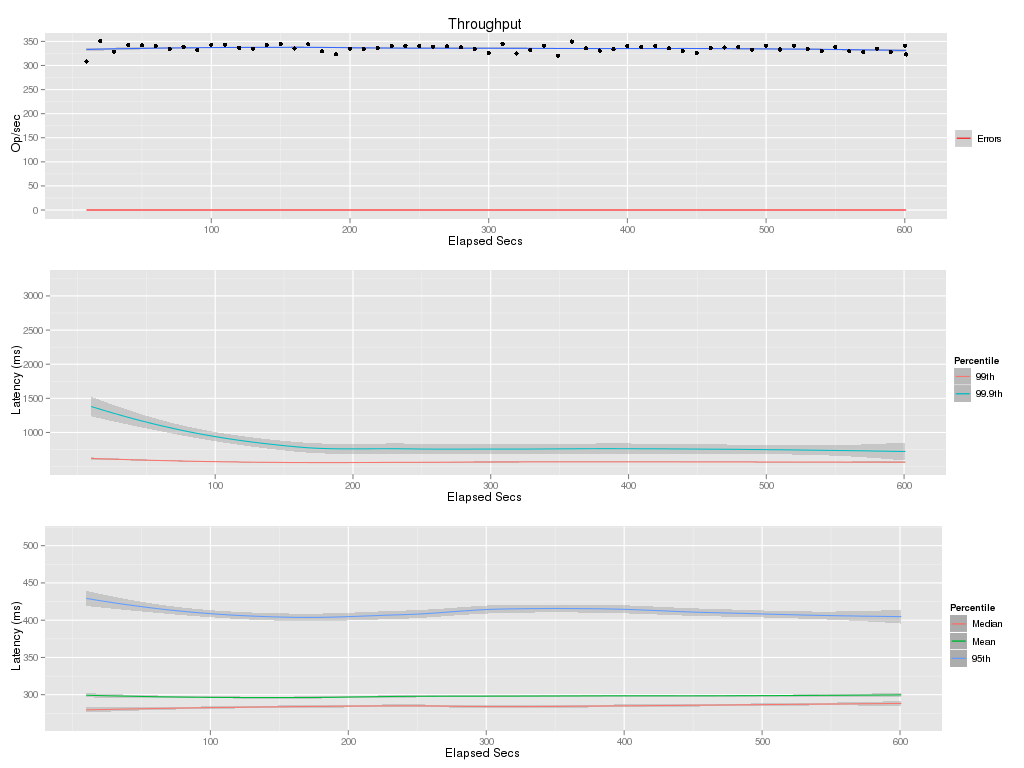 Throughput
350
300
250
200
150
100
50
0
Op/sec
100 200 300 400 500 600
Elapsed Secs
Errors
3000
2500
2000
1500
1000
Latency (ms)
100 200 300 400 500 600
Elapsed Secs
Percentile
99th
99.9th
500
450
400
350
300
Latency (ms)
100 200 300 400 500 600
Elapsed Secs
Percentile
Median
Mean
95th